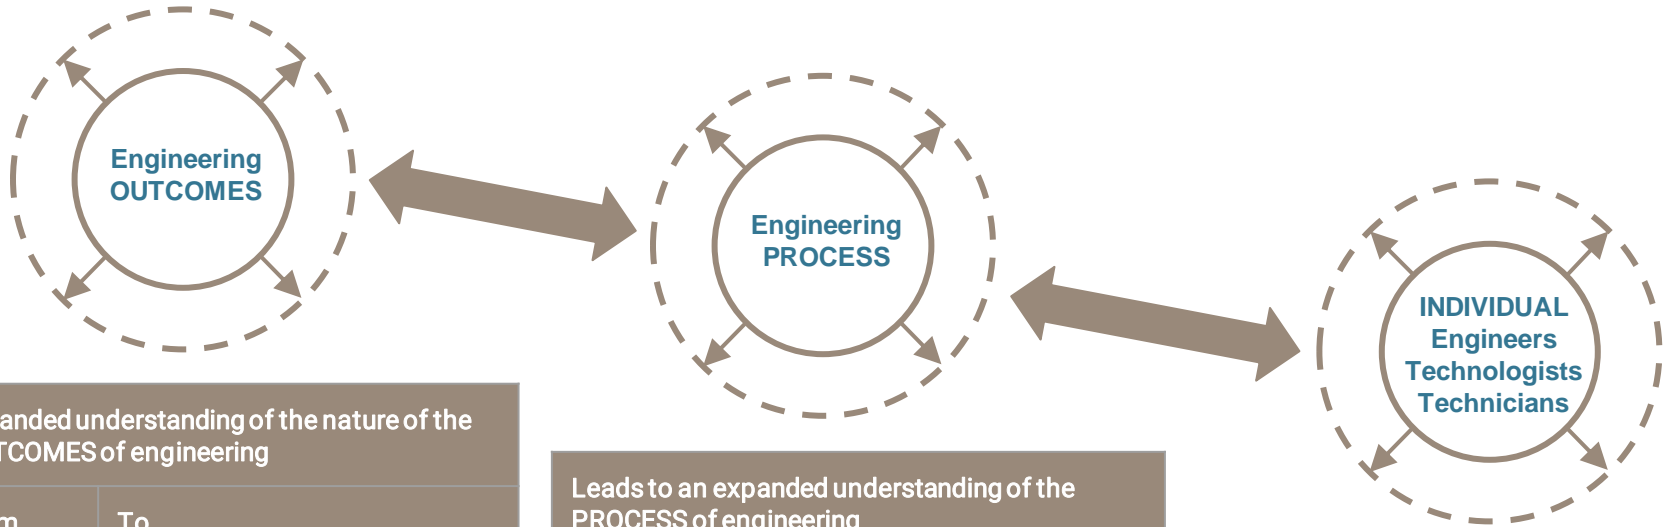 Engineering
OUTCOMES
Engineering
PROCESS
INDIVIDUAL
Engineers
Technologists
Technicians
understanding of the nature of the
of engineering
To
Leads to an expanded understanding of the
PROCESS of engineering